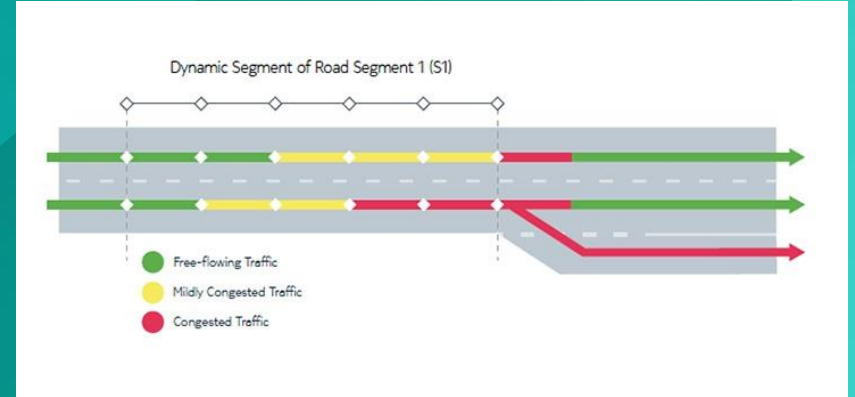 Dynamic Segment of Road Segment 1 (S1)
Free-flowing Traffic
Mildly Congested Traffic
Congested Traffic